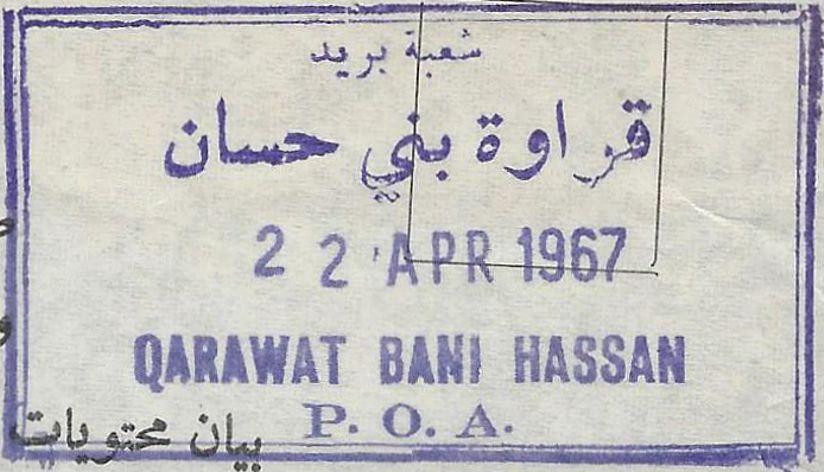 شعبة بريد
قراوة بني حسان
22 APR 1967
QARAWAT BANI HASSAN
P. O. A.
بيان محتويات